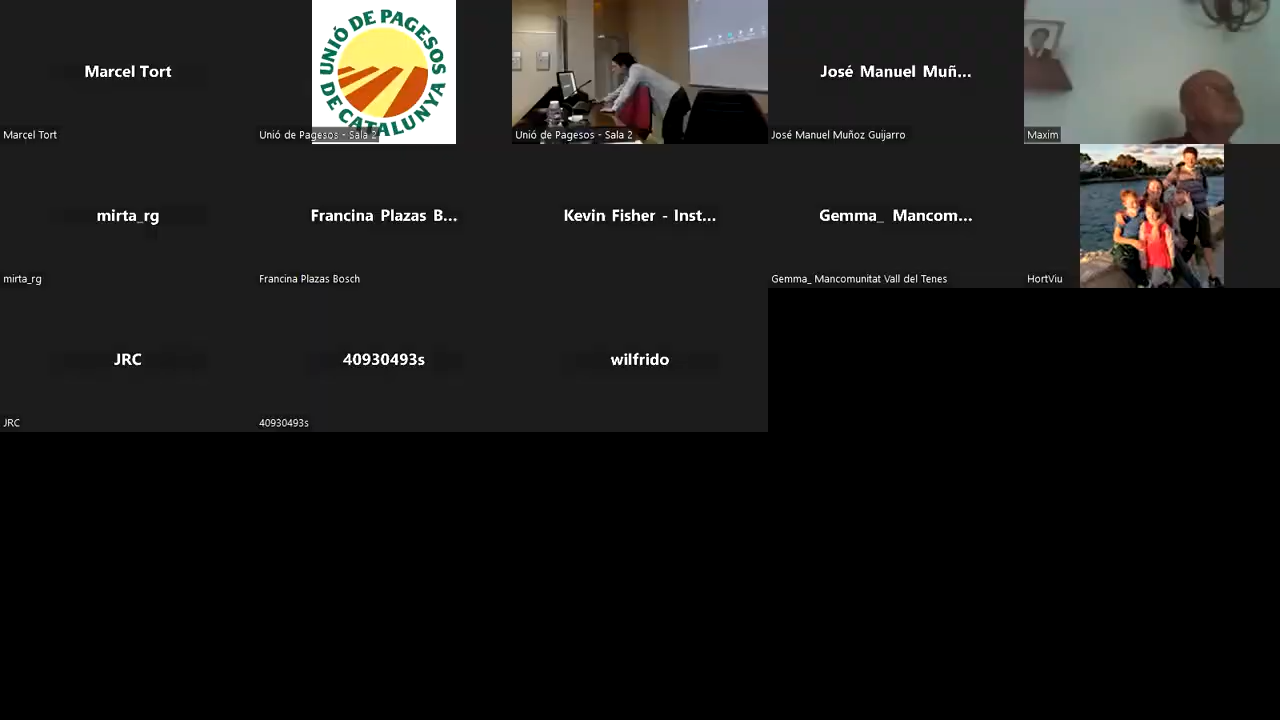 Marcel Tort
Marcel Tort
UNIÓ DE PAGESOS
DE CATALUNYA
Unió de Pagesos - Sala 2
Unió de Pagesos - Sala 2
José Manuel Muñ...
José Manuel Muñoz Guijarro
Maxim
mirta_rg
mirta_rg
Francina Plazas B...
Francina Plazas Bosch
Kevin Fisher - Inst...
Gemma_ Mancom...
Gemma_ Mancomunitat Vall del Tenes
HortViu
JRC
JRC
40930493s
40930493s
wilfrido